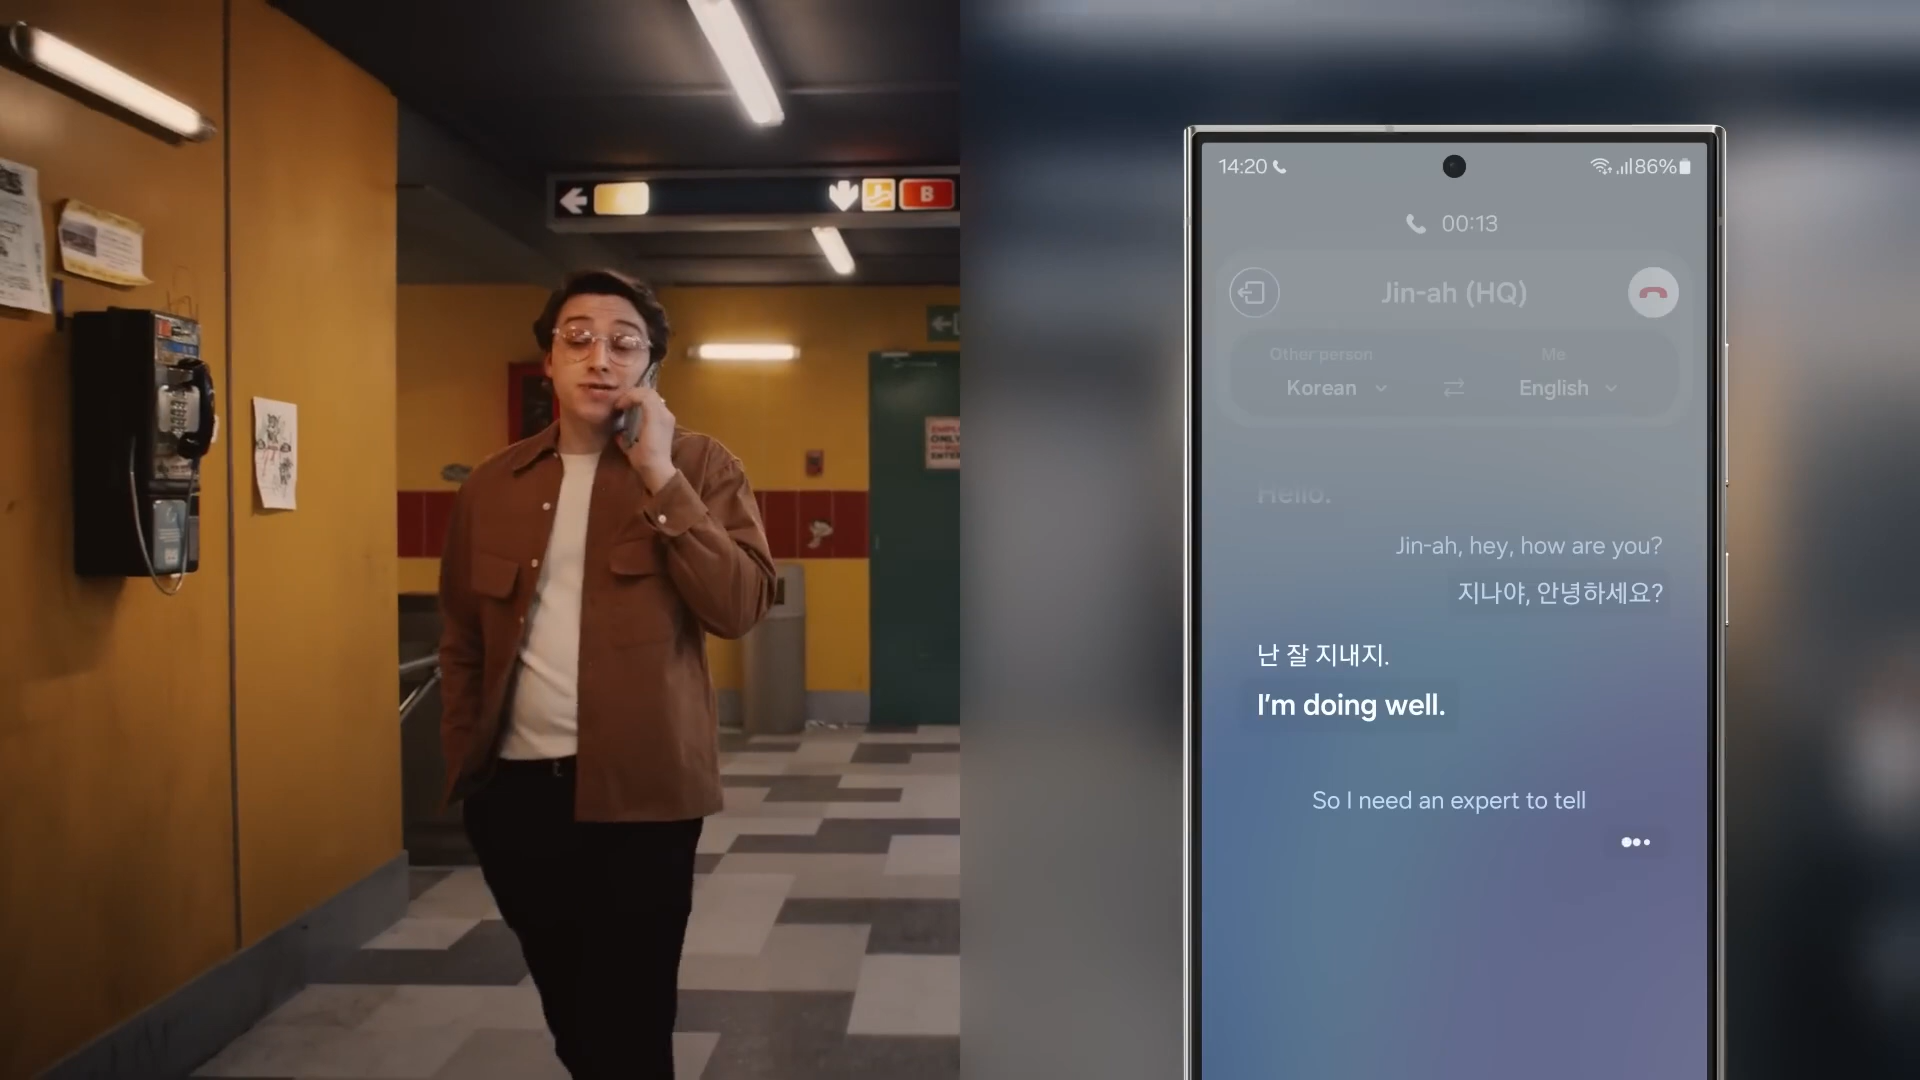 B
ONLY
14:20
86%
00:13
Jin-ah (HQ)
Other person
Me
Korean
English
Hello.
Jin-ah, hey, how are you?
지나야, 안녕하세요?
난 잘 지내지.
I'm doing well.
So I need an expert to tell